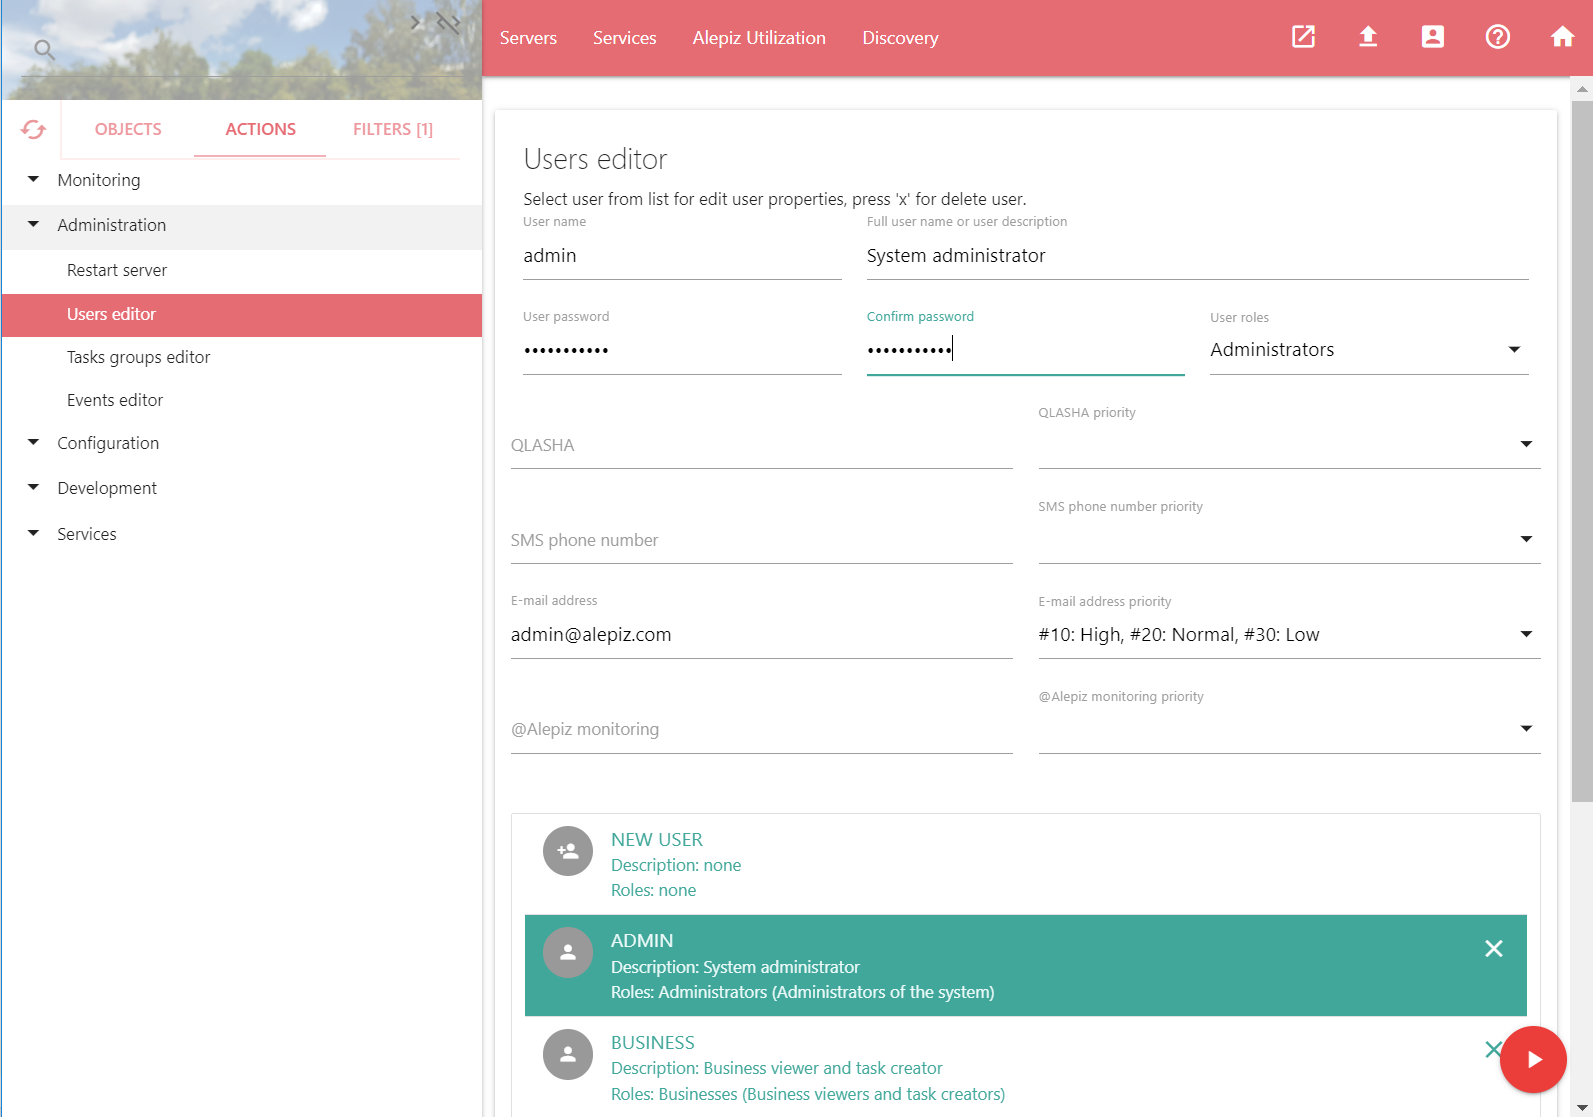 Servers Services Alepiz Utilization Discovery
OBJECTS ACTIONS FILTERS [1]
Monitoring
Administration
Restart server
Users editor
Tasks groups editor
Events editor
Configuration
Development
Services
Users editor
Select user from list for edit user properties, press 'x' for delete user.
User name Full user name or user description
admin System administrator
User password Confirm password User roles
••••••••••• ••••••••••• Administrators
QLASHA priority
QLASHA
SMS phone number priority
SMS phone number
E-mail address E-mail address priority
admin@alepiz.com #10: High, #20: Normal, #30: Low
@Alepiz monitoring priority
@Alepiz monitoring
NEW USER
Description: none
Roles: none
ADMIN
Description: System administrator
Roles: Administrators (Administrators of the system)
BUSINESS
Description: Business viewer and task creator
Roles: Businesses (Business viewers and task creators)